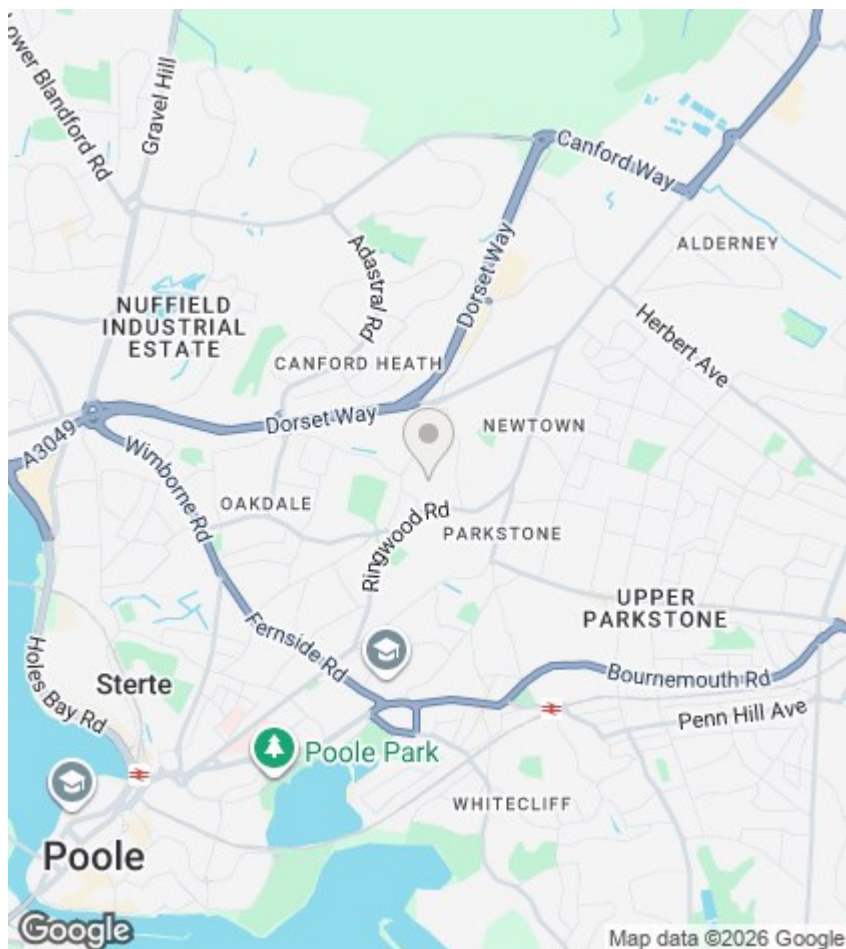 Lower Blandford Rd
Gravel Hill
Canford Way
ALDERNEY
Adastral Rd
Dorset Way
NUFFIELD
INDUSTRIAL
ESTATE
Herbert Ave
CANFORD HEATH
Dorset Way
NEWTOWN
A3049
Wimborne Rd
OAKDALE
Ringwood Rd
PARKSTONE
UPPER
PARKSTONE
Fernside Rd
Holes Bay Rd
Sterte
Bournemouth Rd
Penn Hill Ave
Poole Park
WHITECLIFF
Poole
Google
Map data ©2026 Google